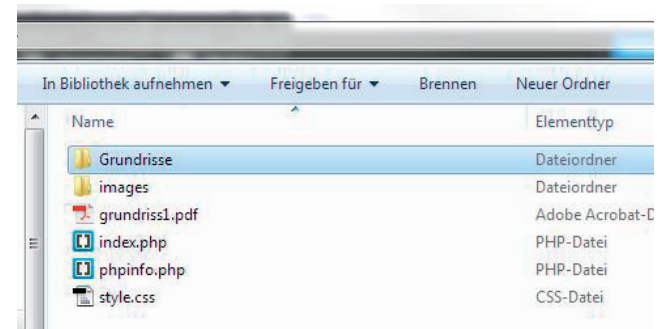 In Bibliothek aufnehmen Freigeben für Brennen Neuer Ordner
Name Elementtyp
Grundrisse Dateiordner
images Dateiordner
grundriss1.pdf Adobe Acrobat-D
index.php PHP-Datei
phpinfo.php PHP-Datei
style.css CSS-Datei